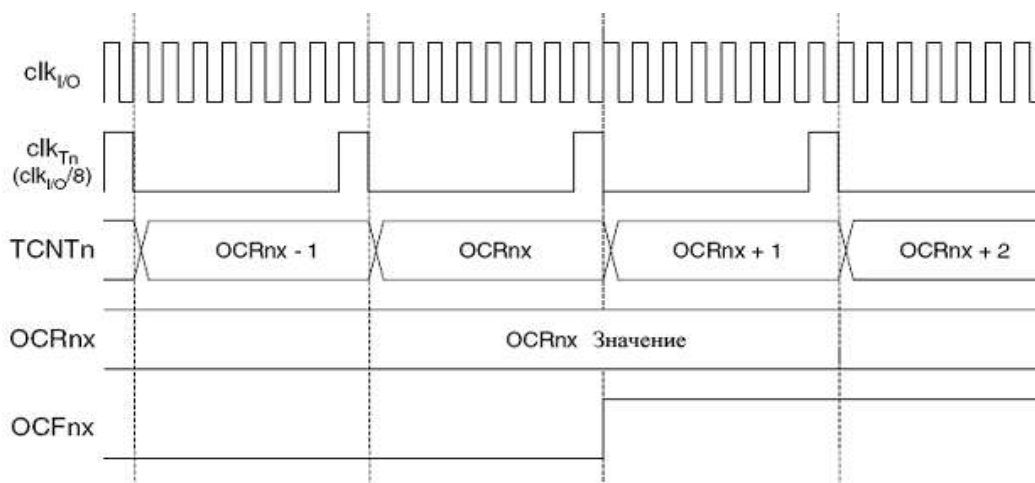 clkI/O
clkTn
(clkI/O/8)
TCNTn
OCRnx - 1
OCRnx
OCRnx + 1
OCRnx + 2
OCRnx
OCRnx Значение
OCFnx